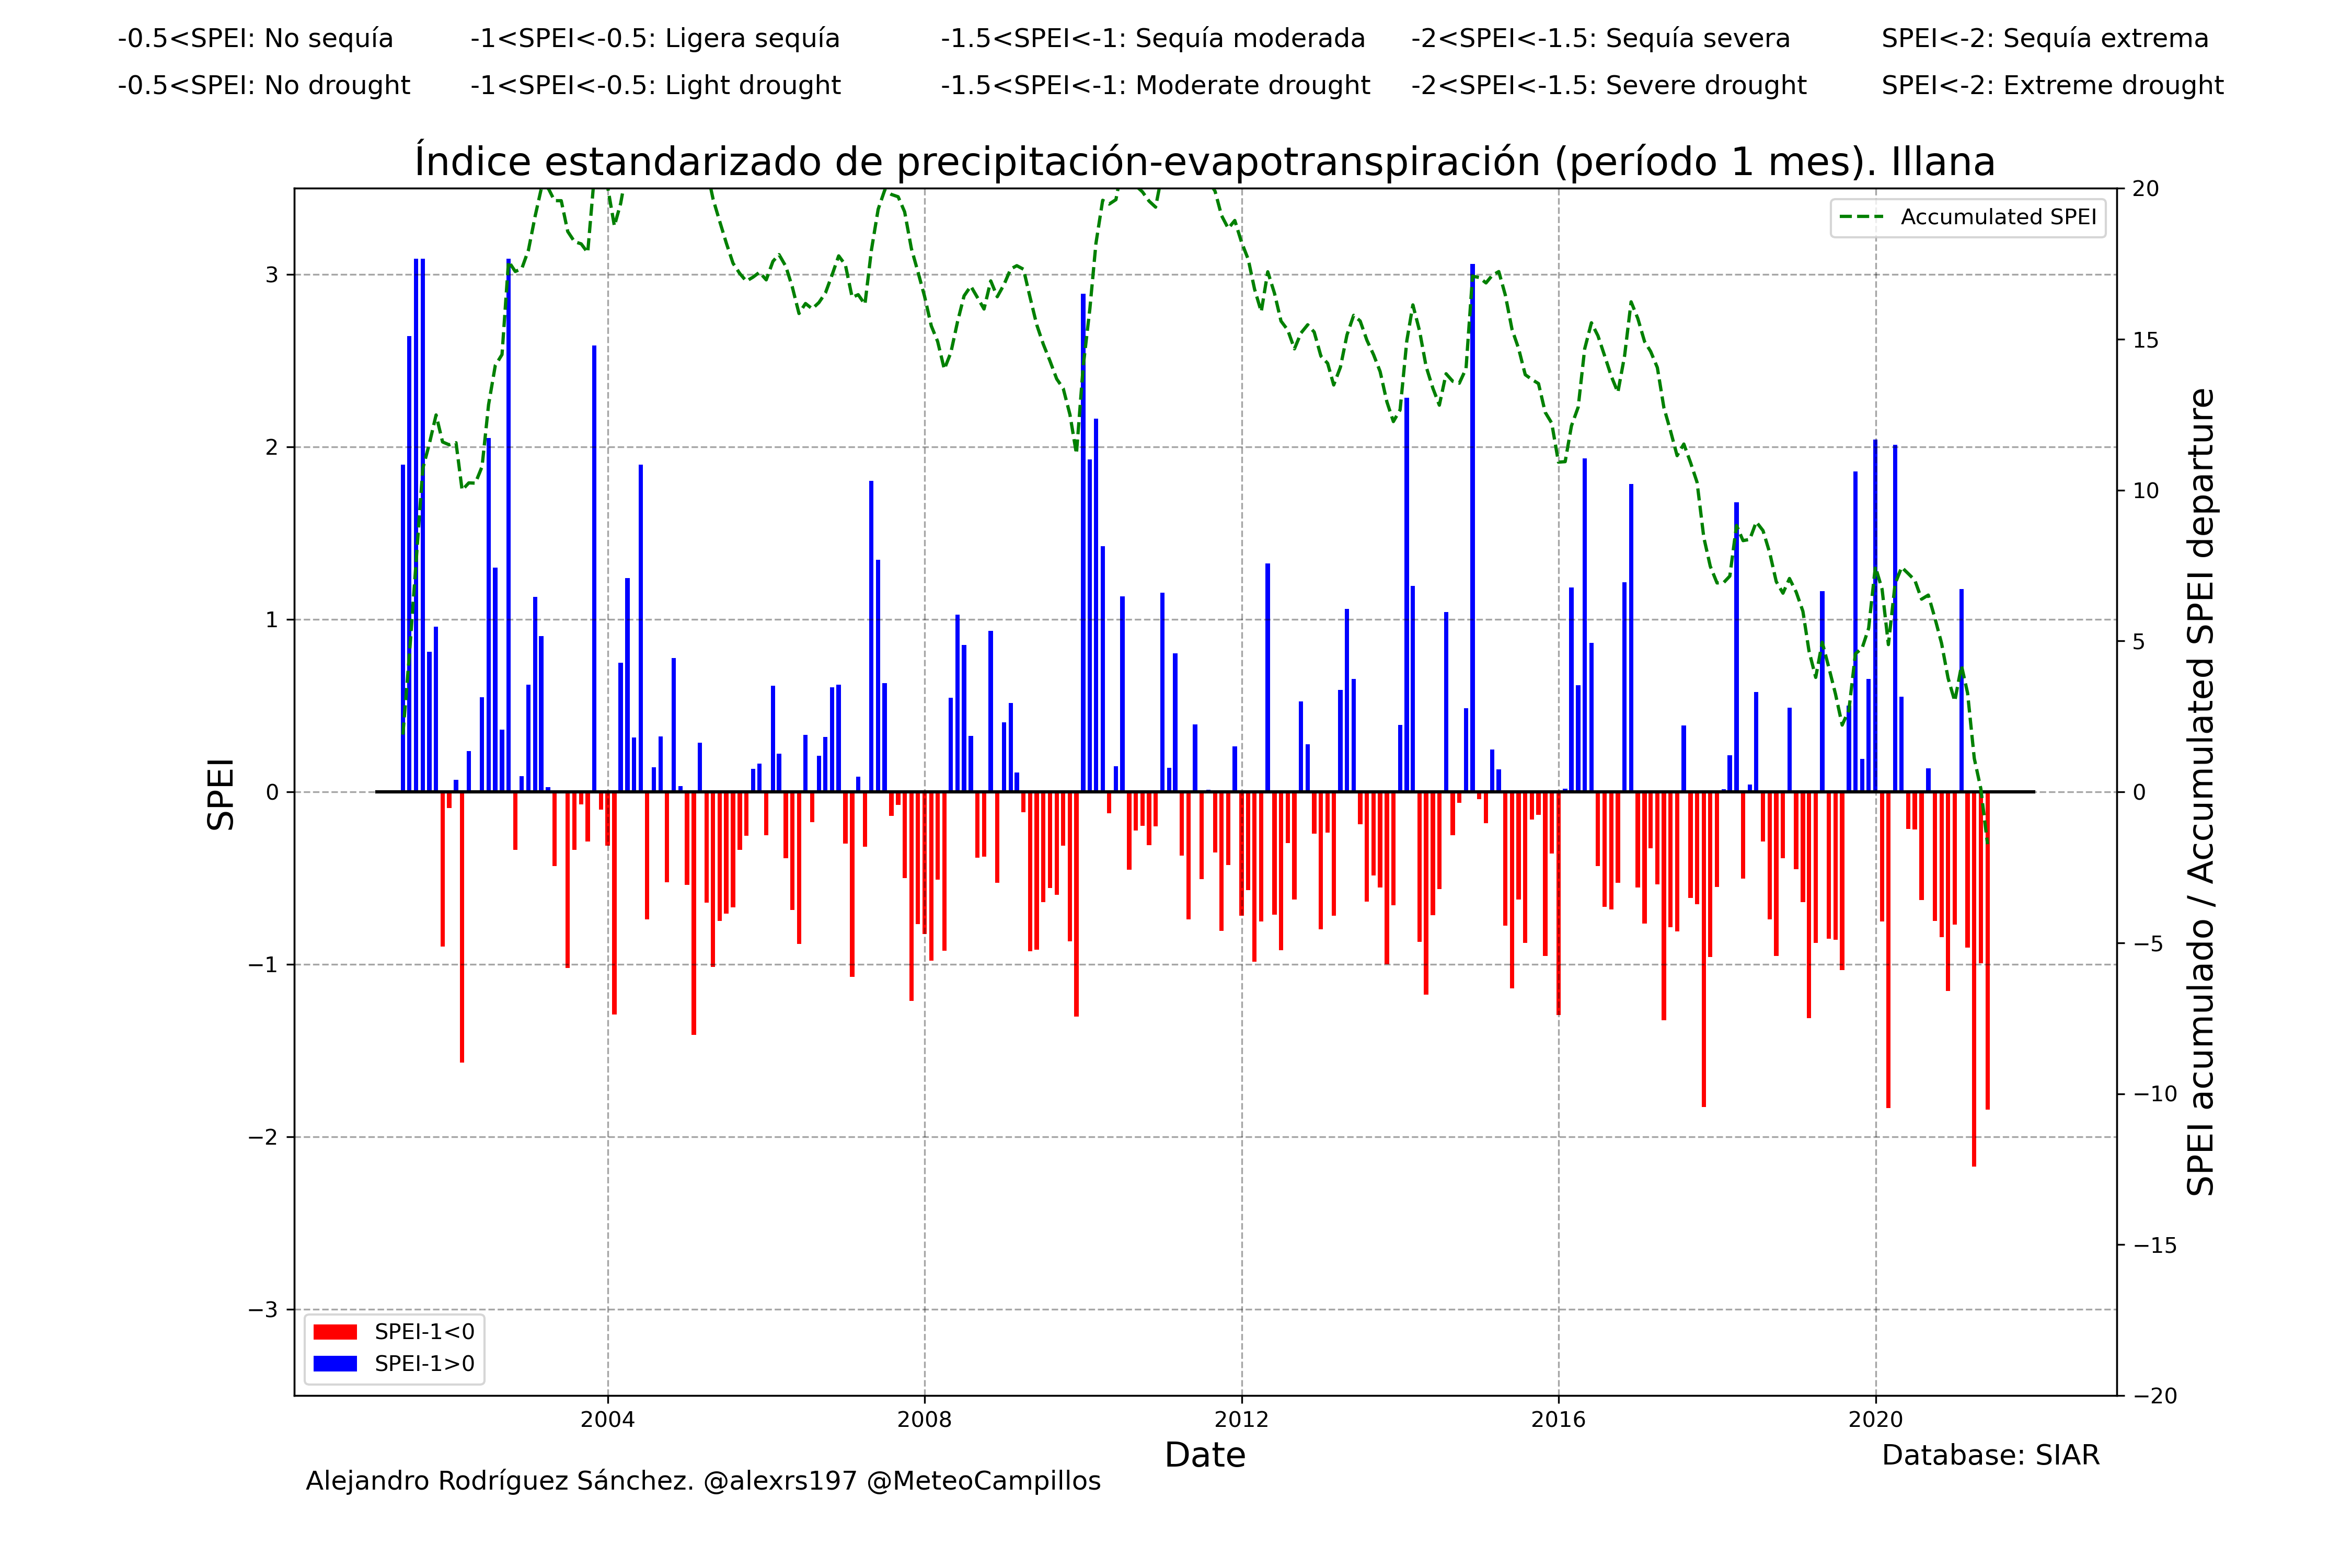 -0.5<SPEI: No sequía -1<SPEI<-0.5: Ligera sequía -1.5<SPEI<-1: Sequía moderada -2<SPEI<-1.5: Sequía severa SPEI<-2: Sequía extrema
-0.5<SPEI: No drought -1<SPEI<-0.5: Light drought -1.5<SPEI<-1: Moderate drought -2<SPEI<-1.5: Severe drought SPEI<-2: Extreme drought
Índice estandarizado de precipitación-evapotranspiración (período 1 mes). Illana
Accumulated SPEI
SPEI
3
2
1
0
−1
−2
−3
20
15
10
5
0
−5
−10
−15
−20
SPEI acumulado / Accumulated SPEI departure
SPEI-1<0
SPEI-1>0
2004 2008 2012 2016 2020
Date
Database: SIAR
Alejandro Rodríguez Sánchez. @alexrs197 @MeteoCampillos